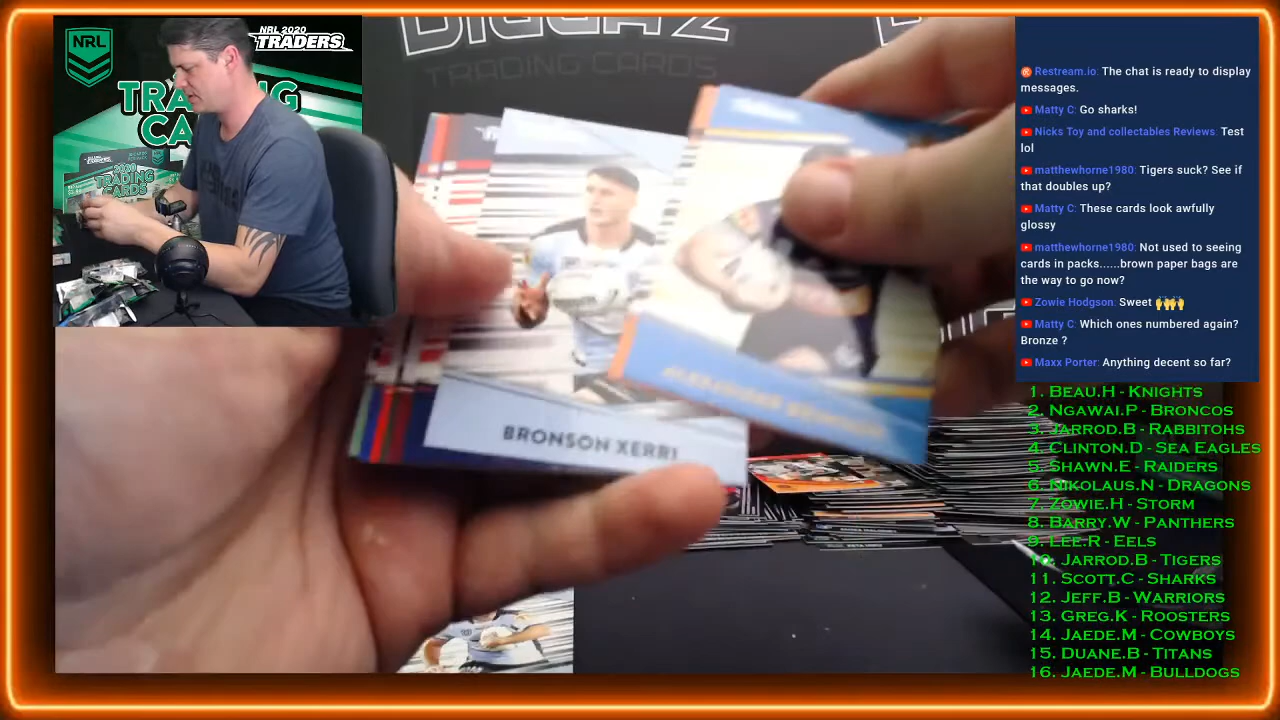 NRL
NRL 2020
TRADERS
TRADING
CARDS
DIGGAZ
TRADING CARDS
BRONSON XERRI
Restream.io: The chat is ready to display
messages.
Matty C: Go sharks!
Nicks Toy and collectables Reviews: Test
lol
matthewhorne1980: Tigers suck? See if
that doubles up?
Matty C: These cards look awfully
glossy
matthewhorne1980: Not used to seeing
cards in packs......brown paper bags are
the way to go now?
Zowie Hodgson: Sweet 🙌🙌
Matty C: Which ones numbered again?
Bronze ?
Maxx Porter: Anything decent so far?
1. Beau.H - Knights
2. Ngawai.P - Broncos
3. Jarrod.B - Rabbitohs
4. Clinton.D - Sea Eagles
5. Shawn.E - Raiders
6. Nikolaus.N - Dragons
7. Zowie.H - Storm
8. Barry.W - Panthers
9. Lee.R - Eels
10. Jarrod.B - Tigers
11. Scott.C - Sharks
12. Jeff.B - Warriors
13. Greg.K - Roosters
14. Jaede.M - Cowboys
15. Duane.B - Titans
16. Jaede.M - Bulldogs